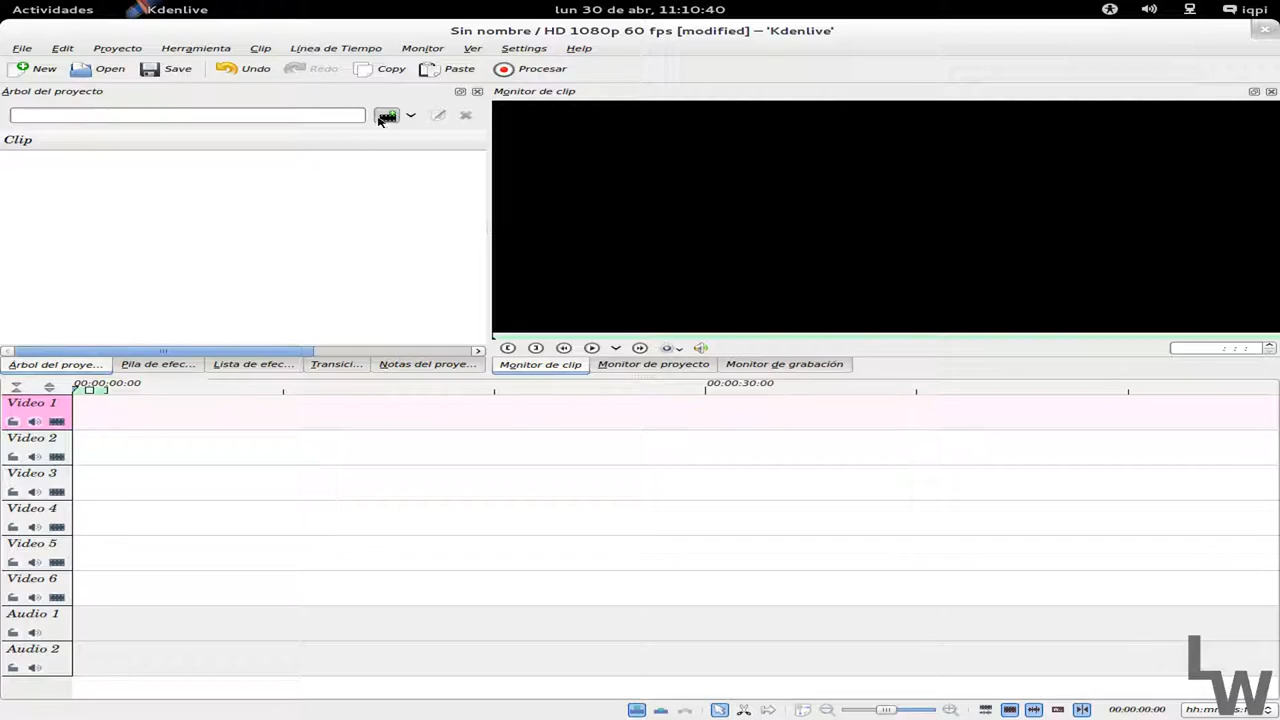 Actividades Kdenlive lun 30 de abr, 11:10:40 iqpi
Sin nombre / HD 1080p 60 fps [modified] – 'Kdenlive'
File Edit Proyecto Herramienta Clip Línea de Tiempo Monitor Ver Settings Help
New Open Save Undo Redo Copy Paste Procesar
Árbol del proyecto Monitor de clip
Clip
: : :
Árbol del proye... Pila de efec... Lista de efec... Transici... Notas del proye... Monitor de clip Monitor de proyecto Monitor de grabación
00:00:00:00 00:00:30:00
Video 1
Video 2
Video 3
Video 4
Video 5
Video 6
Audio 1
Audio 2
LW
00:00:00:00